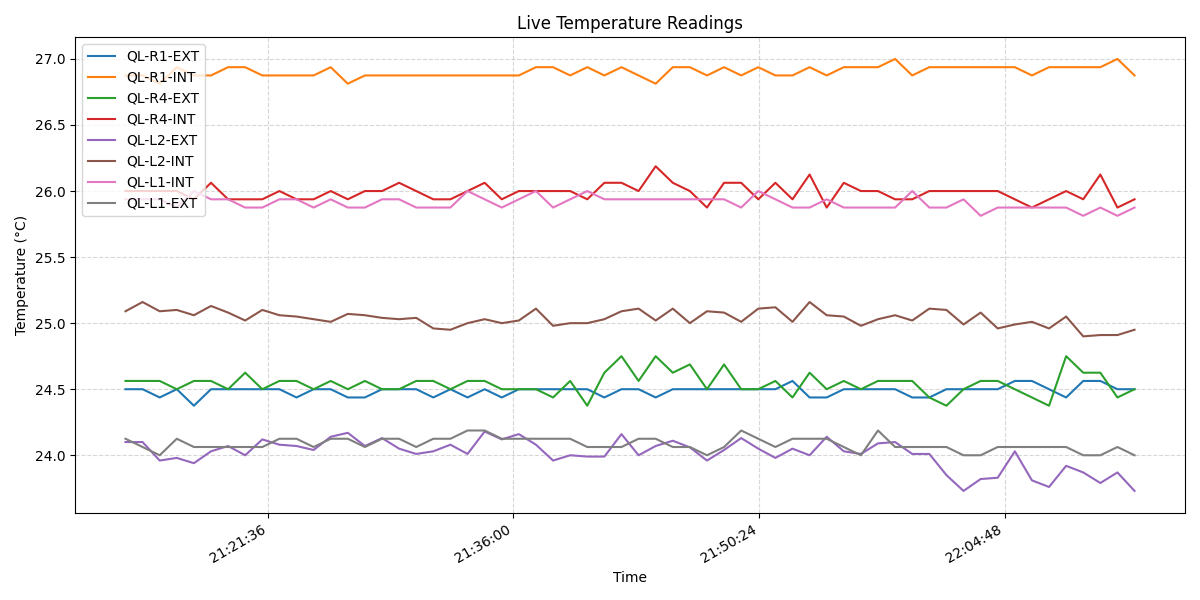 Live Temperature Readings
QL-R1-EXT
QL-R1-INT
QL-R4-EXT
QL-R4-INT
QL-L2-EXT
QL-L2-INT
QL-L1-INT
QL-L1-EXT
Temperature (°C)
27.0
26.5
26.0
25.5
25.0
24.5
24.0
21:21:36
21:36:00
21:50:24
22:04:48
Time